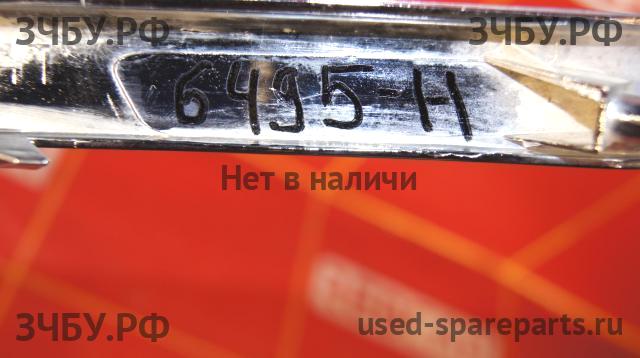 ЗЧБУ.РФ ЗЧБУ.РФ
6495-H
Нет в наличи
ЗЧБУ.РФ used-spareparts.ru